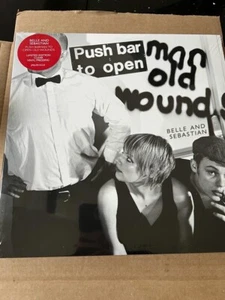 BELLE AND
SEBASTIAN
Push bar
to open
man
old
wound
BELLE AND
SEBASTIAN